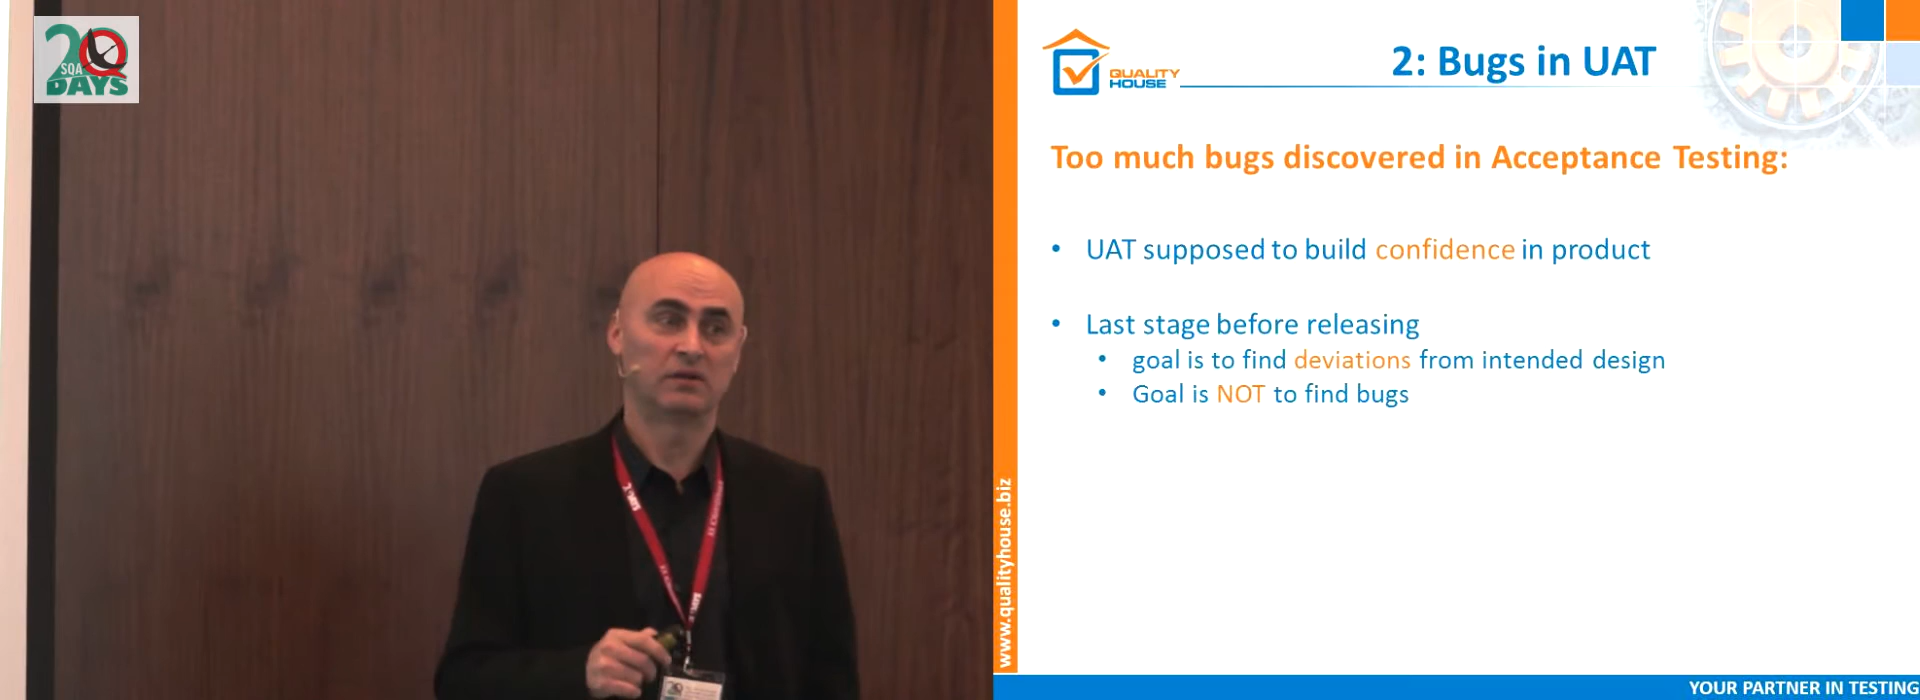 2Q
SQA
DAYS
QUALITY
HOUSE
2: Bugs in UAT
Too much bugs discovered in Acceptance Testing:
• UAT supposed to build confidence in product
• Last stage before releasing
• goal is to find deviations from intended design
• Goal is NOT to find bugs
www.qualityhouse.biz
YOUR PARTNER IN TESTING